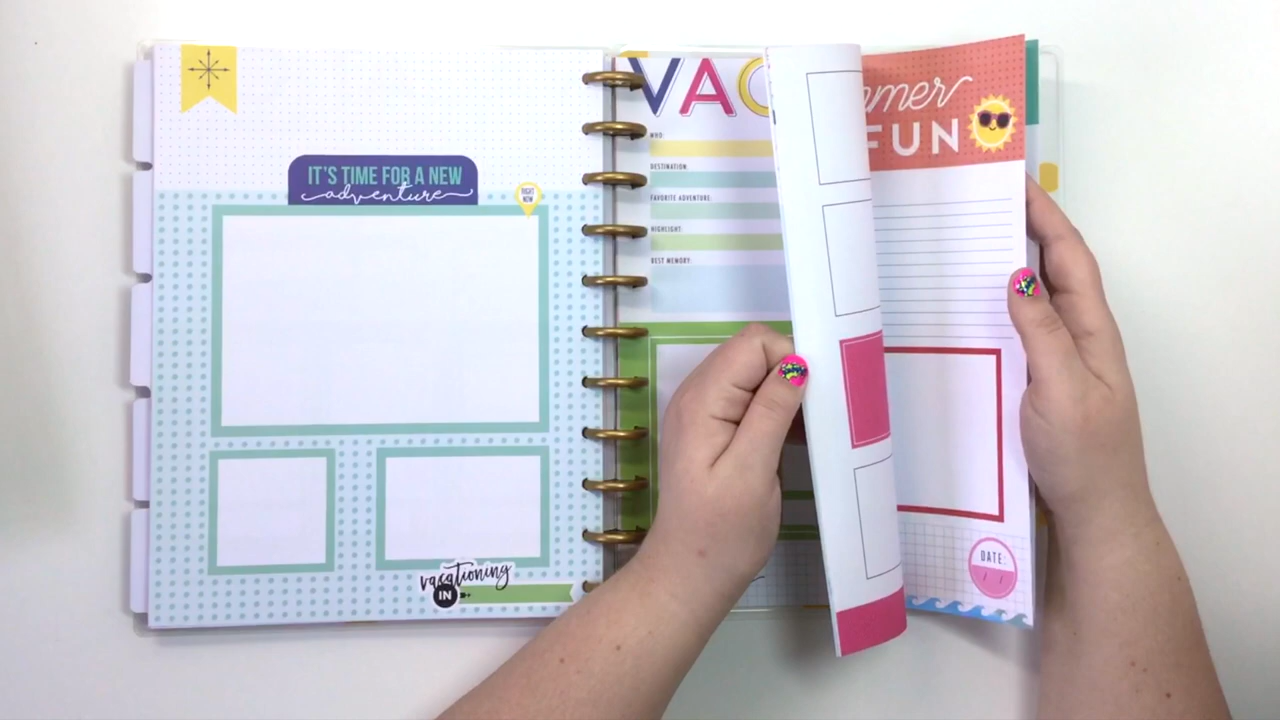 IT'S TIME FOR A NEW
adventure
RIGHT
NOW
vacationing
IN
VAC
WHO:
DESTINATION:
FAVORITE ADVENTURE:
HIGHLIGHT:
BEST MEMORY:
mmer
FUN
DATE: